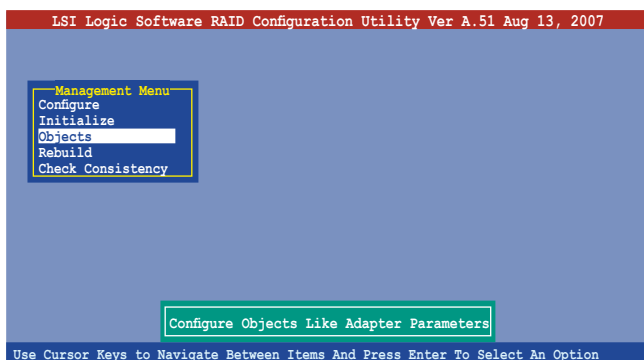 LSI Logic Software RAID Configuration Utility Ver A.51 Aug 13, 2007
Management Menu
Configure
Initialize
Objects
Rebuild
Check Consistency
Configure Objects Like Adapter Parameters
Use Cursor Keys to Navigate Between Items And Press Enter To Select An Option